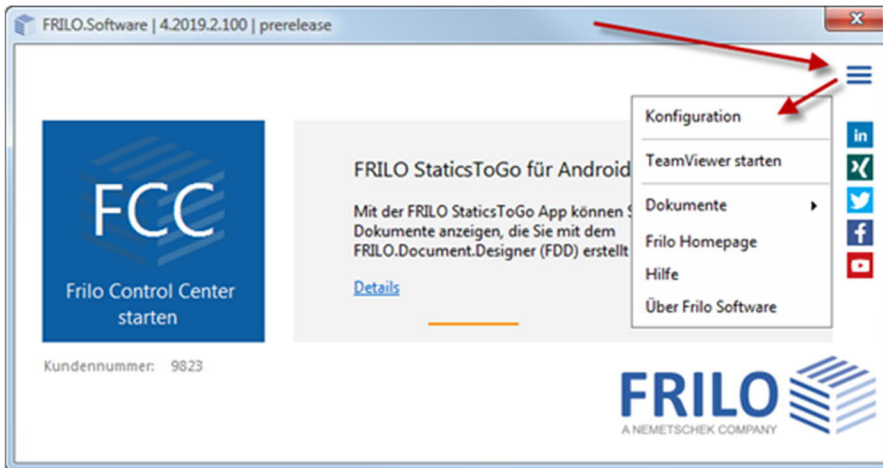 FRILO.Software | 4.2019.2.100 | prerelease
FCC
Frilo Control Center
starten
FRILO StaticsToGo für Android
Mit der FRILO StaticsToGo App können S
Dokumente anzeigen, die Sie mit dem
FRILO.Document.Designer (FDD) erstellt
Details
Konfiguration
TeamViewer starten
Dokumente
Frilo Homepage
Hilfe
Über Frilo Software
in
f
Kundennummer: 9823
FRILO
A NEMETSCHEK COMPANY